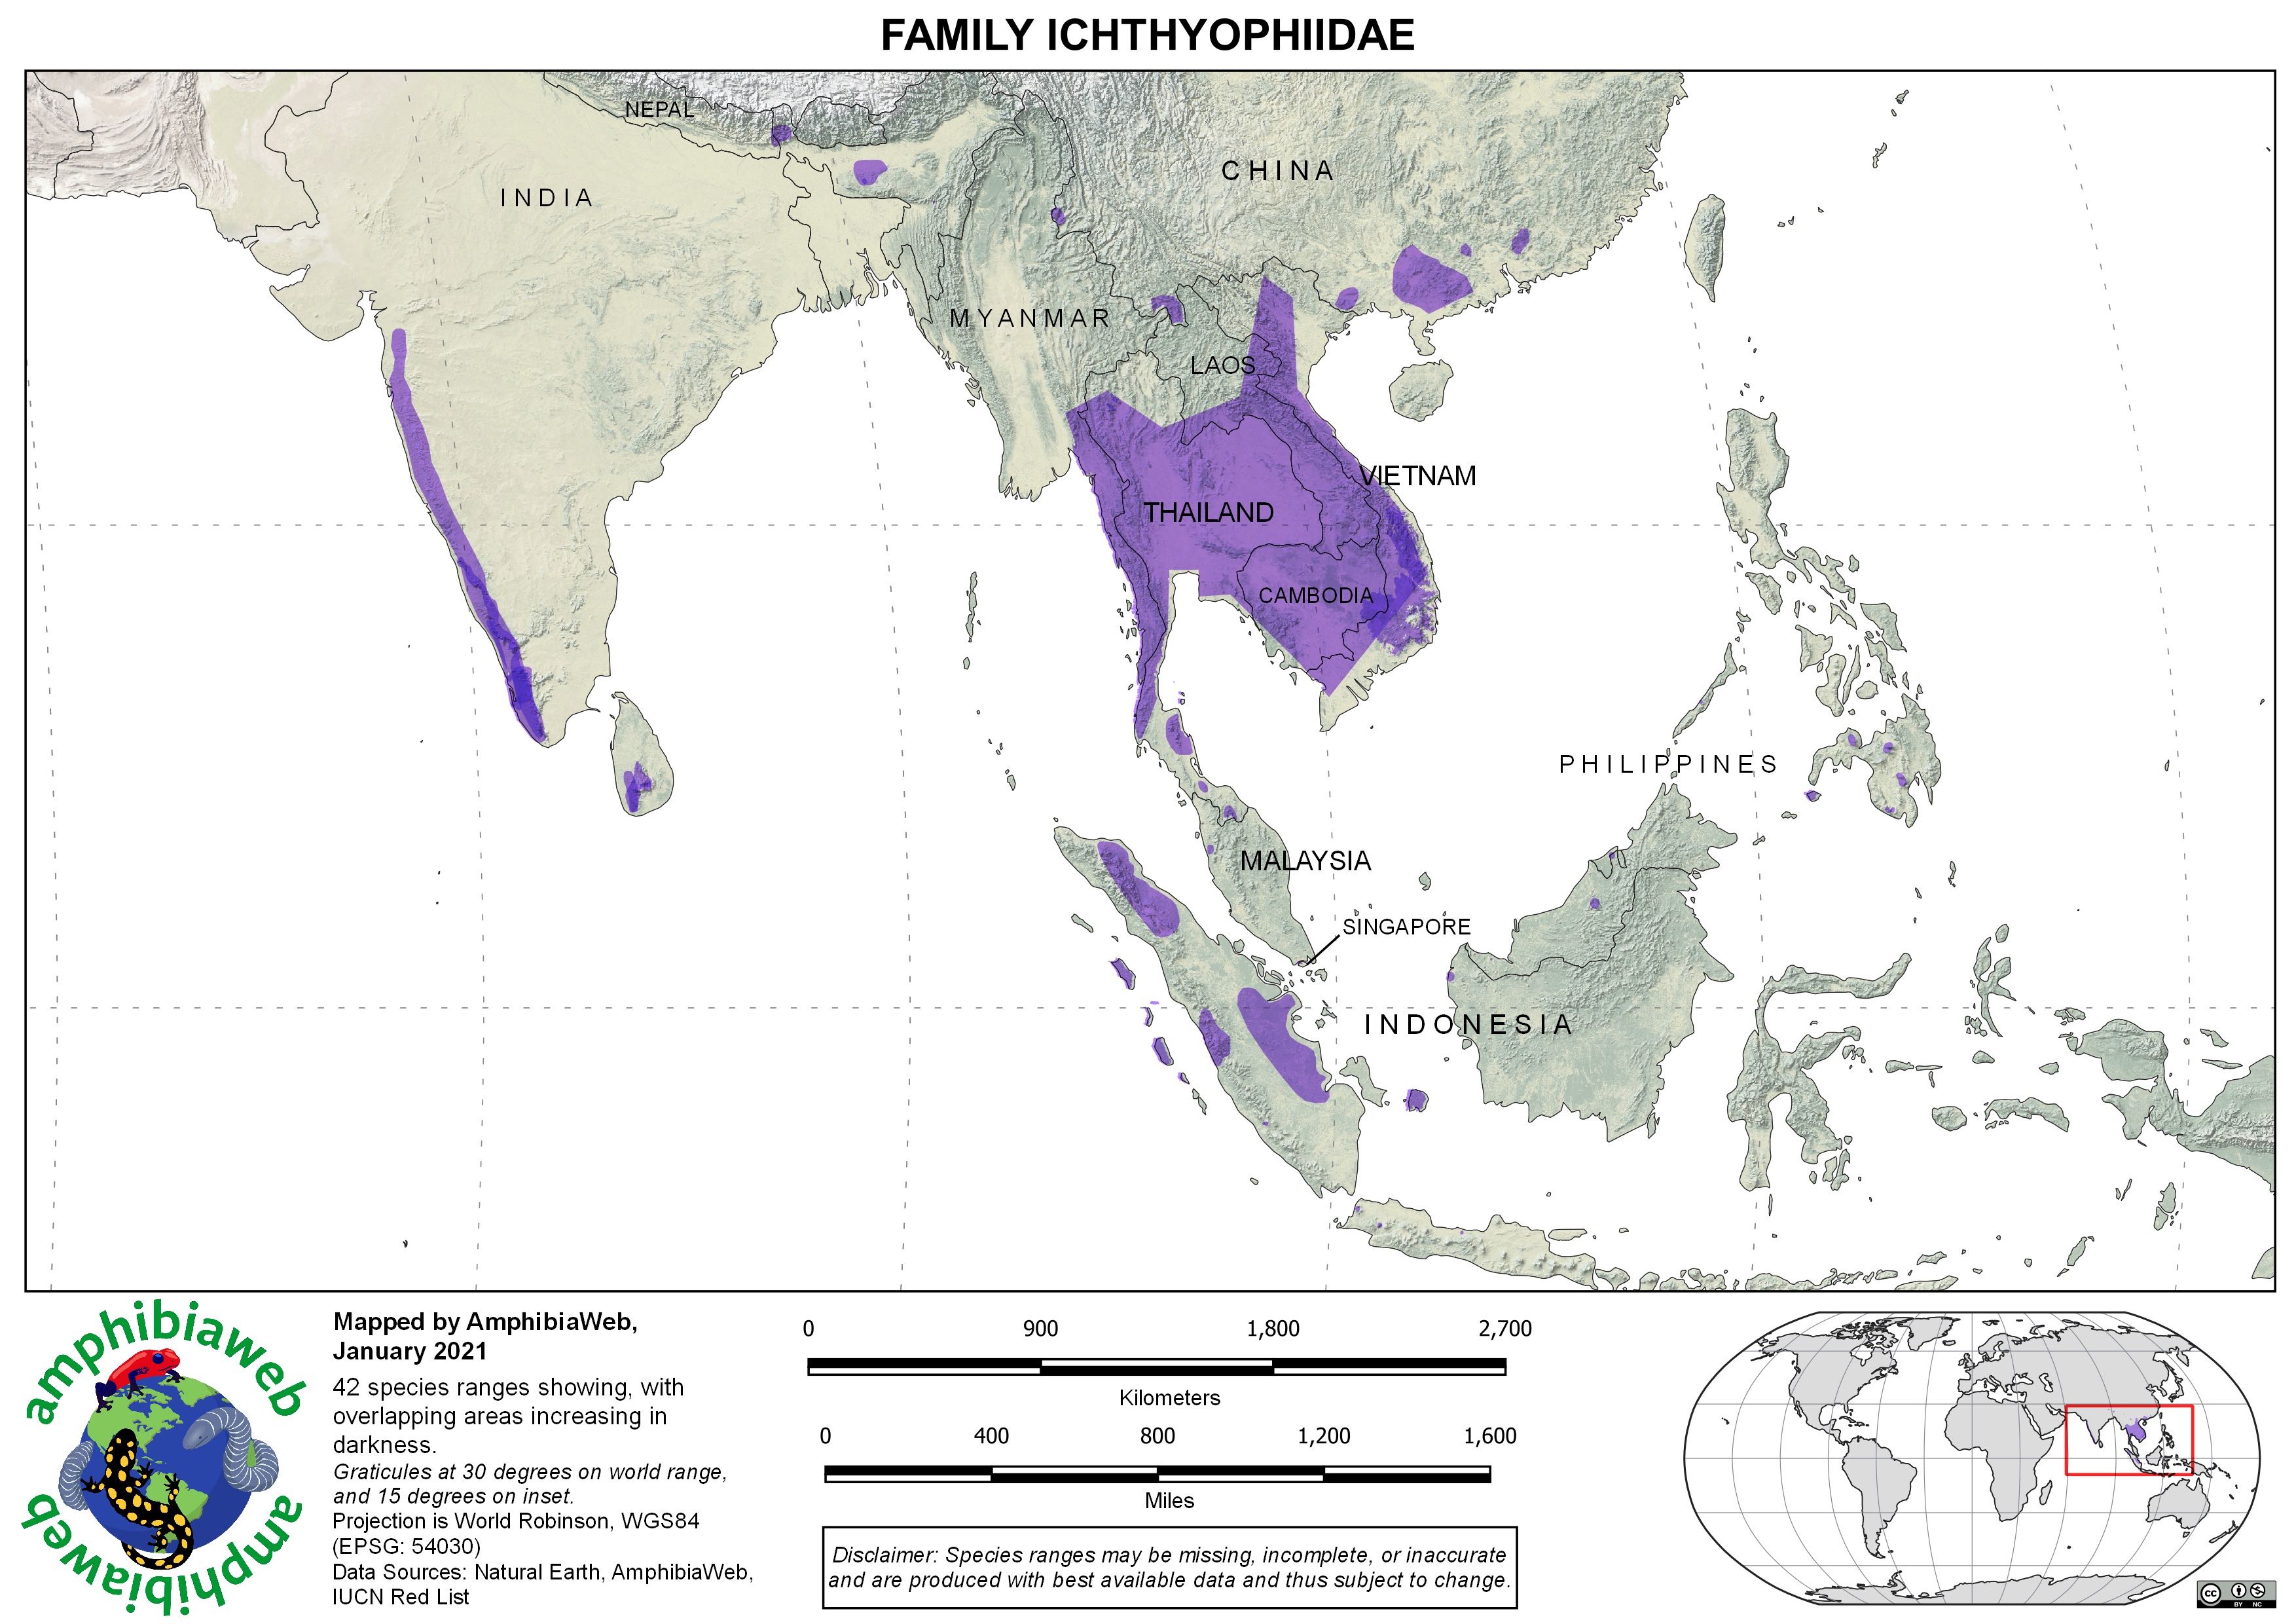 FAMILY ICHTHYOPHIIDAE
NEPAL
INDIA
CHINA
MYANMAR
LAOS
VIETNAM
THAILAND
CAMBODIA
PHILIPPINES
MALAYSIA
SINGAPORE
INDONESIA
amphibiaweb
amphibiaweb
Mapped by AmphibiaWeb,
January 2021
42 species ranges showing, with
overlapping areas increasing in
darkness.
Graticules at 30 degrees on world range,
and 15 degrees on inset.
Projection is World Robinson, WGS84
(EPSG: 54030)
Data Sources: Natural Earth, AmphibiaWeb,
IUCN Red List
0 900 1,800 2,700
Kilometers
0 400 800 1,200 1,600
Miles
Disclaimer: Species ranges may be missing, incomplete, or inaccurate
and are produced with best available data and thus subject to change.
cc
BY NC